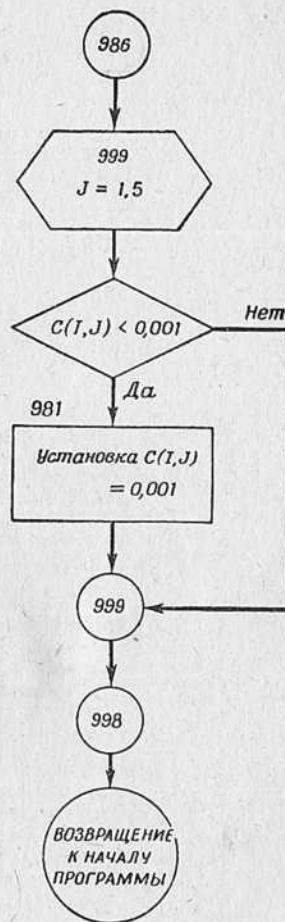 986
999
J = 1,5
C(I,J) < 0,001
Нет
Да
981
Установка C(I,J)
= 0,001
999
998
ВОЗВРАЩЕНИЕ
К НАЧАЛУ
ПРОГРАММЫ